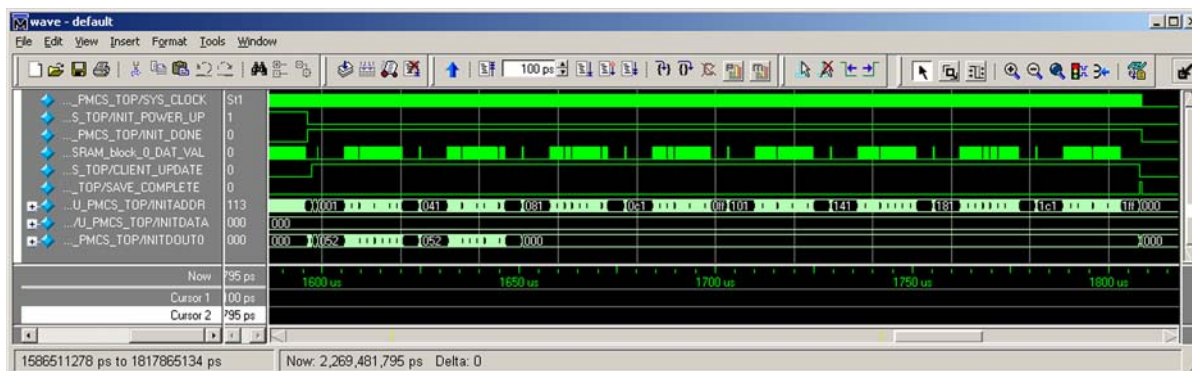 wave - default
File Edit View Insert Format Tools Window
100 ps
..._PMCS_TOP/SYS_CLOCK St1
...S_TOP/INIT_POWER_UP 1
..._PMCS_TOP/INIT_DONE 0
...SRAM_block_0_DAT_VAL 0
...S_TOP/CLIENT_UPDATE 0
..._TOP/SAVE_COMPLETE 0
...U_PMCS_TOP/INITADDR 113 001 041 081 0c1 0ff 101 141 181 1c1 1ff 000
.../U_PMCS_TOP/INITDATA 000 000
..._PMCS_TOP/INITDOUT0 000 000 052 052 000 000
Now 795 ps 1600 us 1650 us 1700 us 1750 us 1800 us
Cursor 1 100 ps
Cursor 2 795 ps
1586511278 ps to 1817865134 ps Now: 2,269,481,795 ps Delta: 0